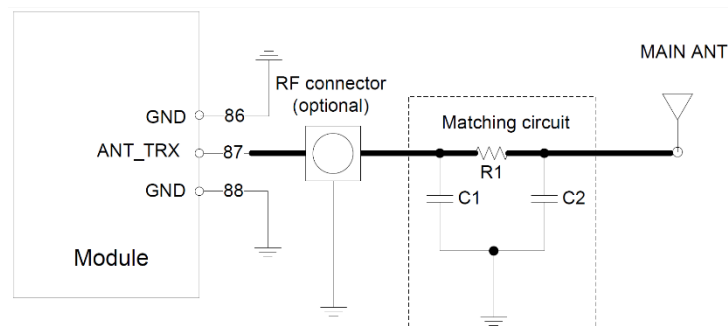 MAIN ANT
RF connector
(optional)
Matching circuit
GND 86
ANT_TRX 87
GND 88
R1
C1
C2
Module